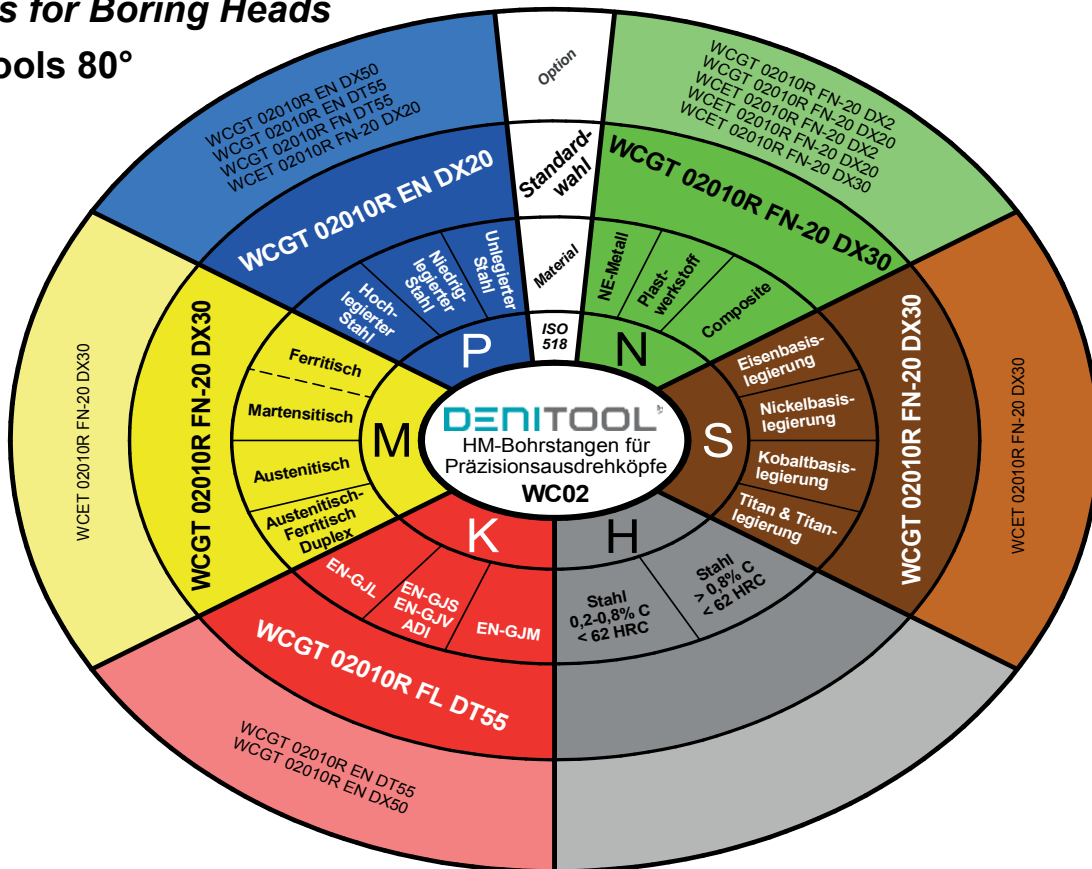 s for Boring Heads
ools 80°
Option
Standard-
wahl
Material
ISO
518
WCGT 02010R EN DX50
WCGT 02010R EN DT55
WCGT 02010R FN DT55
WCET 02010R FN-20 DX20
WCGT 02010R EN DX20
Hoch-
legierter
Stahl
Niedrig-
legierter
Stahl
Unlegierter
Stahl
P
WCGT 02010R FN-20 DX2
WCGT 02010R FN-20 DX20
WCET 02010R FN-20 DX2
WCET 02010R FN-20 DX20
WCET 02010R FN-20 DX30
WCGT 02010R FN-20 DX30
NE-Metall
Plast-
werkstoff
Composite
N
WCET 02010R FN-20 DX30
WCGT 02010R FN-20 DX30
Ferritisch
Martensitisch
Austenitisch
Austenitisch-
Ferritisch
Duplex
M
DENITOOL
HM-Bohrstangen für
Präzisionsausdrehköpfe
WC02
S
Eisenbasis-
legierung
Nickelbasis-
legierung
Kobaltbasis-
legierung
Titan & Titan-
legierung
WCGT 02010R FN-20 DX30
WCET 02010R FN-20 DX30
K
EN-GJL
EN-GJS
EN-GJV
ADI
EN-GJM
WCGT 02010R FL DT55
WCGT 02010R EN DT55
WCGT 02010R EN DX50
H
Stahl
0,2-0,8% C
< 62 HRC
Stahl
> 0,8% C
< 62 HRC